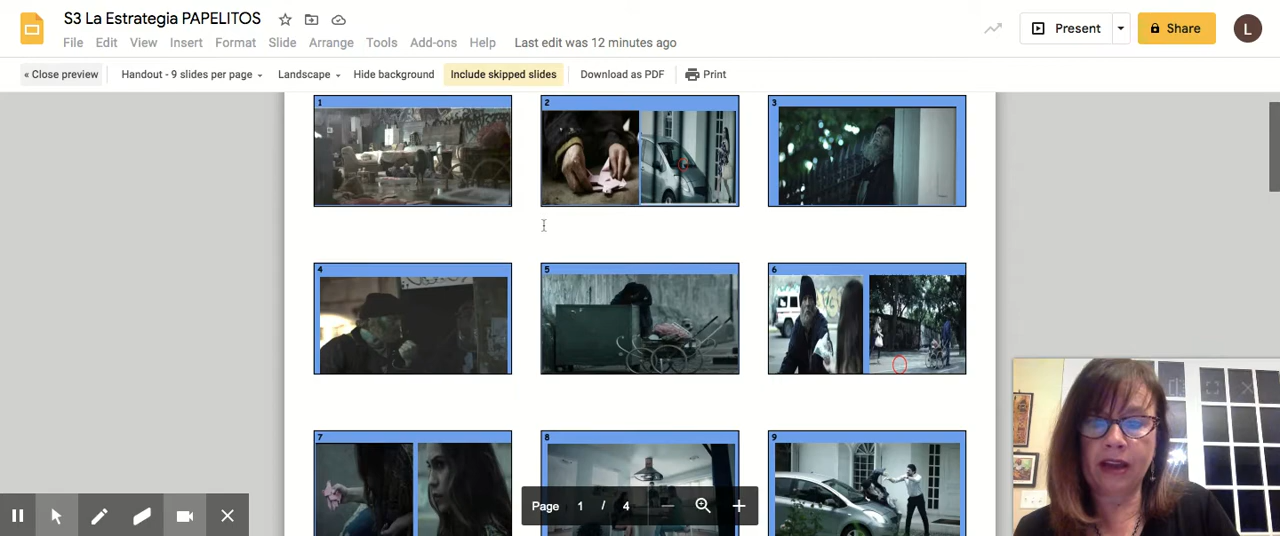 S3 La Estrategia PAPELITOS
File Edit View Insert Format Slide Arrange Tools Add-ons Help Last edit was 12 minutes ago
Present
Share
L
« Close preview Handout - 9 slides per page Landscape Hide background Include skipped slides Download as PDF Print
1 2 3
4 5 6
7 8 9
Page 1 / 4